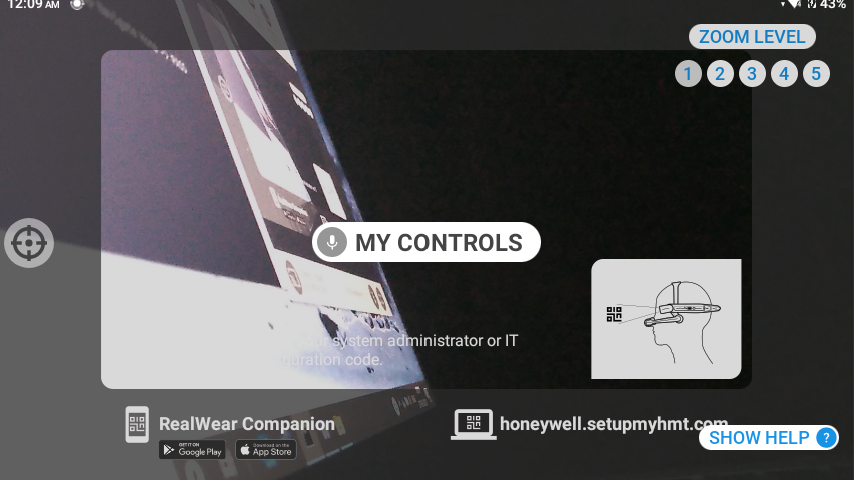 12:09 AM
43%
ZOOM LEVEL
1 2 3 4 5
MY CONTROLS
system administrator or IT
code.
RealWear Companion
honeywell.setupmyhmt.com
GET IT ON
Google Play
Download on the
App Store
SHOW HELP ?